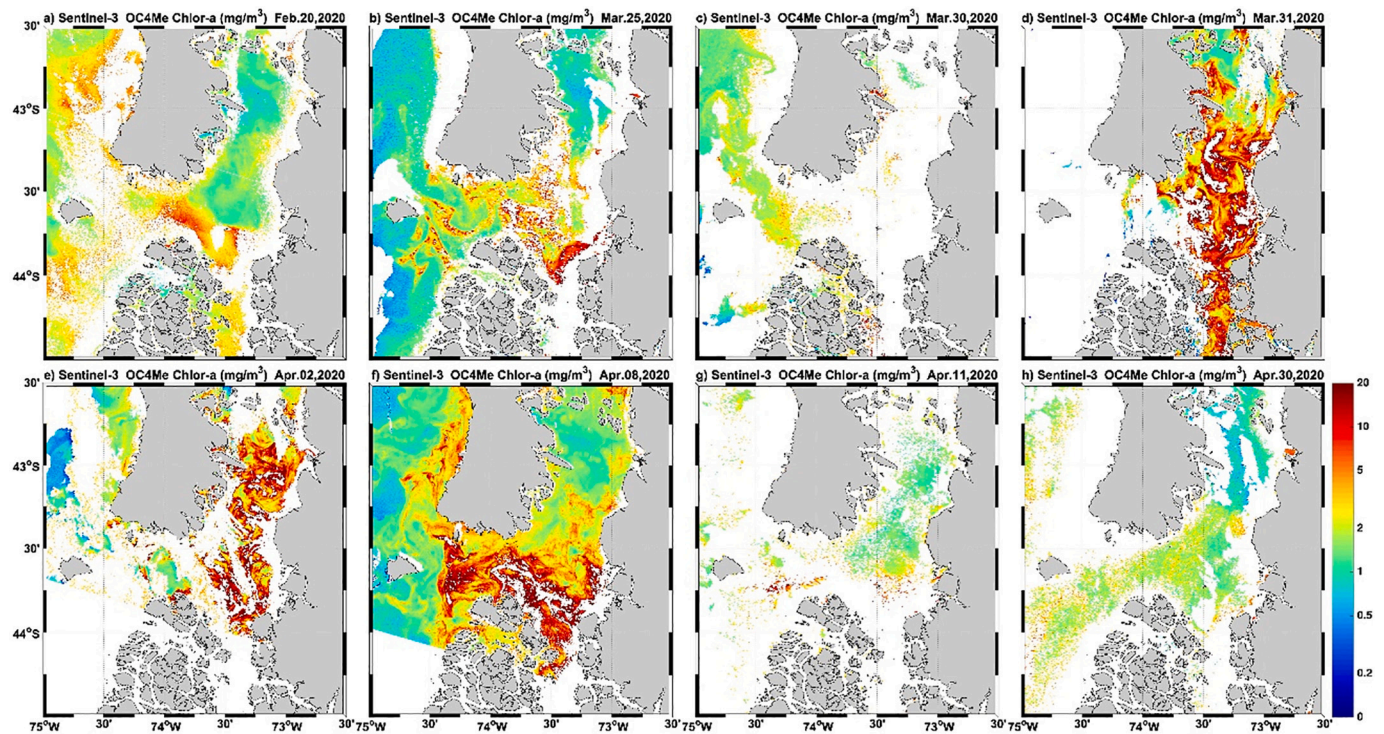 a) Sentinel-3 OC4Me Chlor-a (mg/m³) Feb.20,2020
b) Sentinel-3 OC4Me Chlor-a (mg/m³) Mar.25,2020
c) Sentinel-3 OC4Me Chlor-a (mg/m³) Mar.30,2020
d) Sentinel-3 OC4Me Chlor-a (mg/m³) Mar.31,2020
30'
43°S
30'
44°S
e) Sentinel-3 OC4Me Chlor-a (mg/m³) Apr.02,2020
f) Sentinel-3 OC4Me Chlor-a (mg/m³) Apr.08,2020
g) Sentinel-3 OC4Me Chlor-a (mg/m³) Apr.11,2020
h) Sentinel-3 OC4Me Chlor-a (mg/m³) Apr.30,2020
30'
43°S
30'
44°S
20
10
5
2
1
0.5
0.2
0
75°W 30' 74°W 30' 73°W 30'
75°W 30' 74°W 30' 73°W 30'
75°W 30' 74°W 30' 73°W 30'
75°W 30' 74°W 30' 73°W 30'